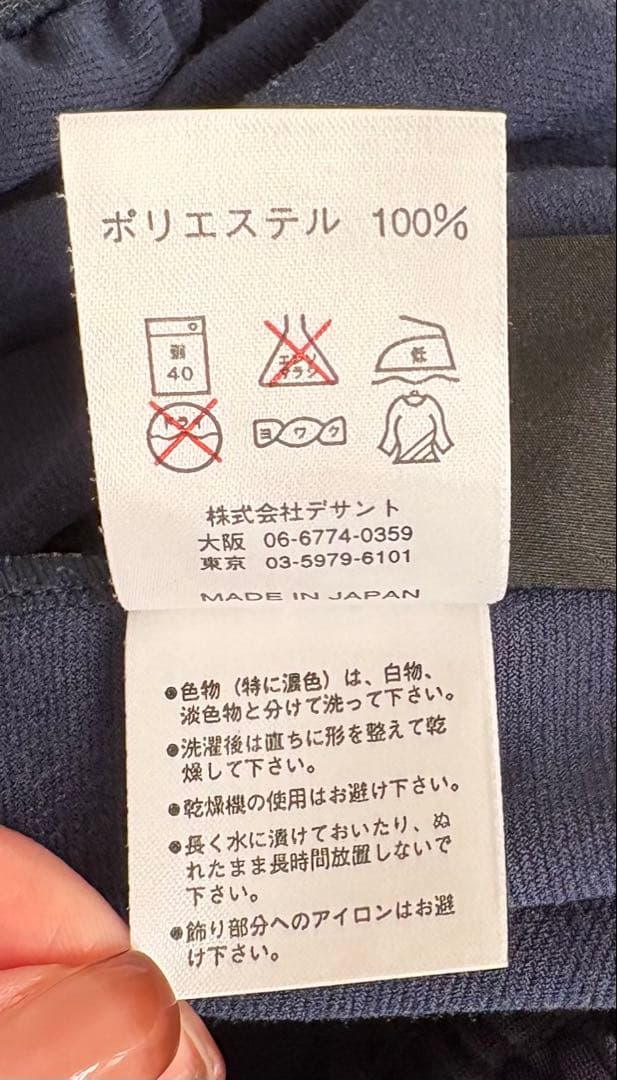 ポリエステル 100%
弱 エンソ 低
40 サラシ
ドライ ヨワク
株式会社デサント
大阪 06-6774-0359
東京 03-5979-6101
MADE IN JAPAN
●色物（特に濃色）は、白物、
淡色物と分けて洗って下さい。
●洗濯後は直ちに形を整えて乾
燥して下さい。
●乾燥機の使用はお避け下さい。
●長く水に漬けておいたり、ぬ
れたまま長時間放置しないで
下さい。
●飾り部分へのアイロンはお避
け下さい。